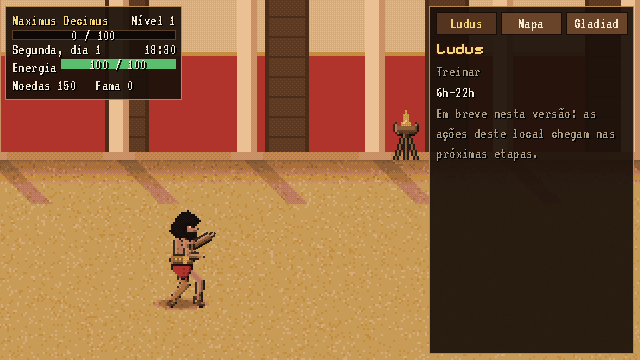 Maximus Decimus Nível 1
0 / 100
Segunda, dia 1 18:30
Energia 100 / 100
Moedas 150 Fama 0
Ludus Mapa Gladiad
Ludus
Treinar
6h-22h
Em breve nesta versão: as
ações deste local chegam nas
próximas etapas.